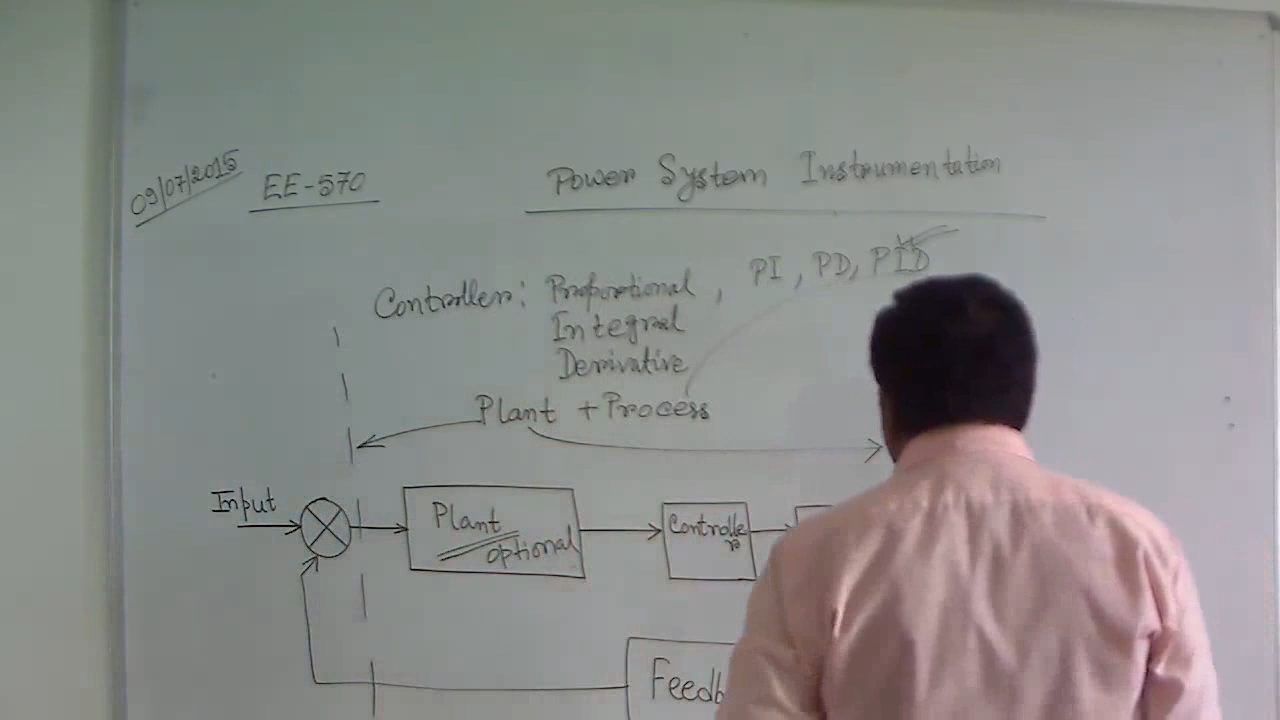 09/07/2015
EE-570
Power System Instrumentation
Controller: Proportional, PI, PD, PID
Integral
Derivative
Plant + Process
Input
Plant
optional
Controller
Feedb